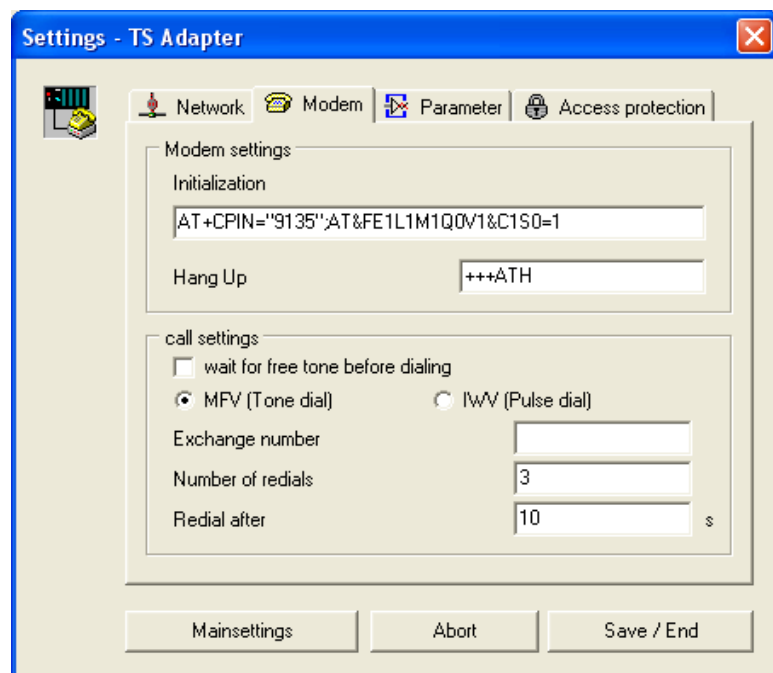 Settings - TS Adapter
Network Modem Parameter Access protection
Modem settings
Initialization
AT+CPIN="9135";AT&FE1L1M1Q0V1&C1S0=1
Hang Up +++ATH
call settings
wait for free tone before dialing
MFV (Tone dial) IWV (Pulse dial)
Exchange number
Number of redials 3
Redial after 10 s
Mainsettings Abort Save / End